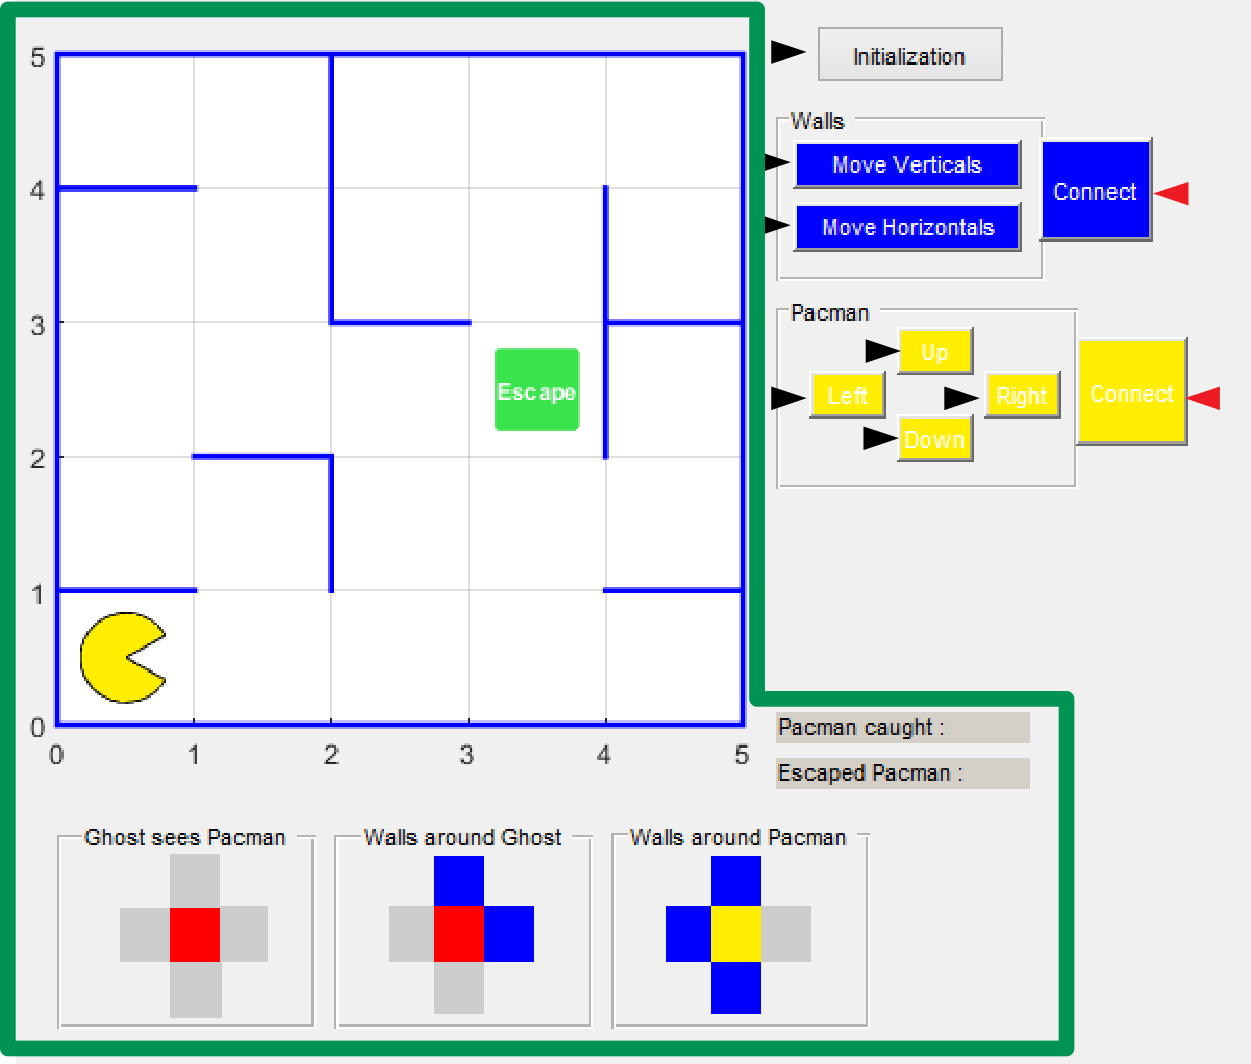 Initialization
Walls
Move Verticals
Connect
Move Horizontals
Pacman
Up
Left
Right
Connect
Down
5
4
3
2
1
0
Escape
0 1 2 3 4 5
Pacman caught :
Escaped Pacman :
Ghost sees Pacman
Walls around Ghost
Walls around Pacman